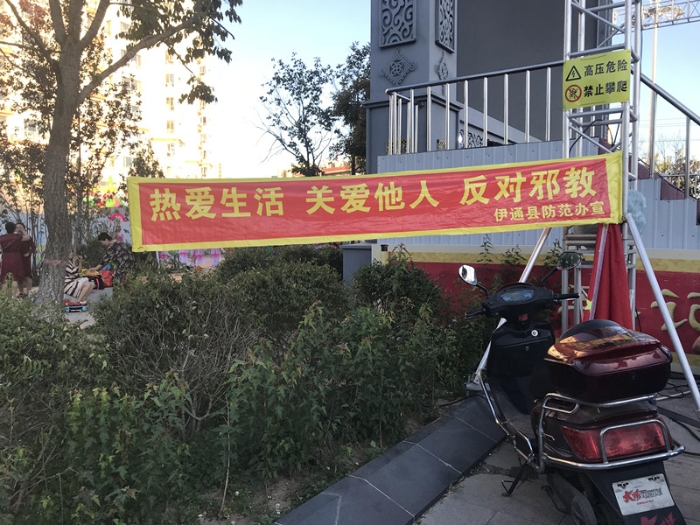 高压危险
禁止攀爬
热爱生活 关爱他人 反对邪教
伊通县防范办宣